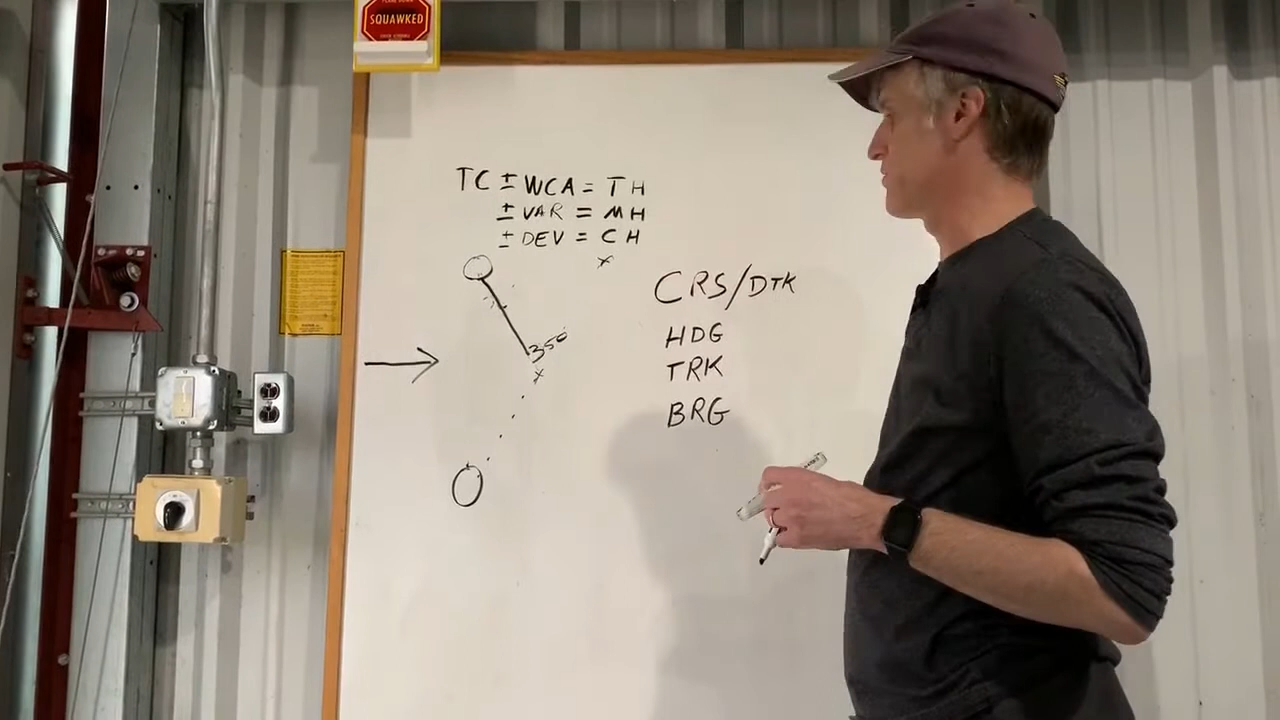 SQUAWKED
TC ± WCA = TH
± VAR = MH
± DEV = CH
x
CRS/DTK
HDG
350
TRK
x
BRG